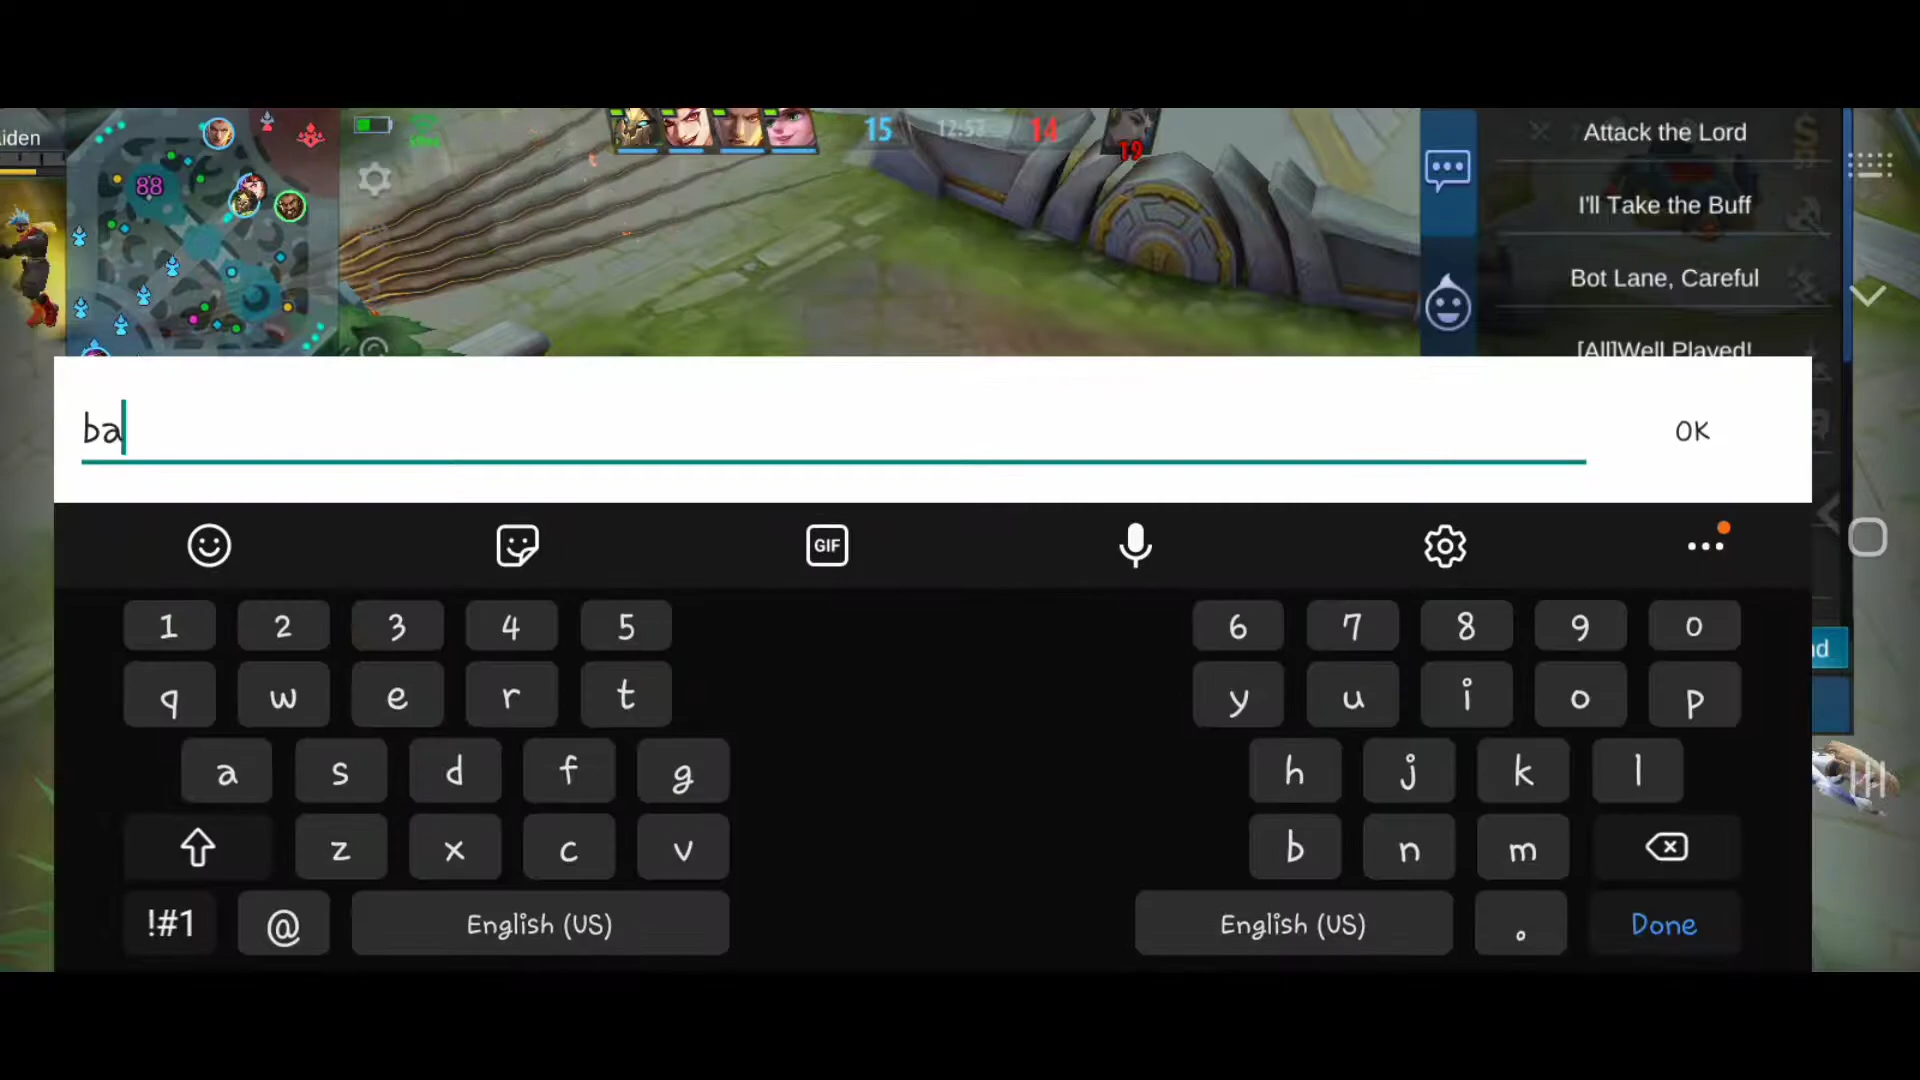 iden
88
15
12:53
14
19
Attack the Lord
I'll Take the Buff
Bot Lane, Careful
[All]Well Played!
ba
OK
GIF
1 2 3 4 5 6 7 8 9 0
q w e r t y u i o p
a s d f g h j k l
z x c v b n m
!#1 @ English (US) English (US) . Done
nd